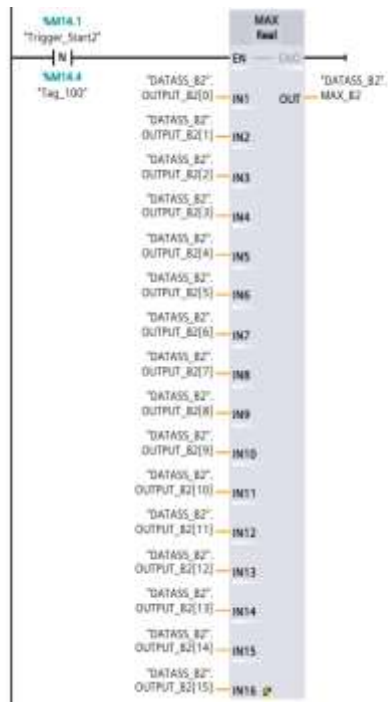 %M14.1
"Trigger_Start2"
N
%M14.4
"Tag_100"
MAX
Real
EN ENO
"DATASS_B2".
OUTPUT_B2[0] IN1
OUT "DATASS_B2".
MAX_B2
"DATASS_B2".
OUTPUT_B2[1] IN2
"DATASS_B2".
OUTPUT_B2[2] IN3
"DATASS_B2".
OUTPUT_B2[3] IN4
"DATASS_B2".
OUTPUT_B2[4] IN5
"DATASS_B2".
OUTPUT_B2[5] IN6
"DATASS_B2".
OUTPUT_B2[6] IN7
"DATASS_B2".
OUTPUT_B2[7] IN8
"DATASS_B2".
OUTPUT_B2[8] IN9
"DATASS_B2".
OUTPUT_B2[9] IN10
"DATASS_B2".
OUTPUT_B2[10] IN11
"DATASS_B2".
OUTPUT_B2[11] IN12
"DATASS_B2".
OUTPUT_B2[12] IN13
"DATASS_B2".
OUTPUT_B2[13] IN14
"DATASS_B2".
OUTPUT_B2[14] IN15
"DATASS_B2".
OUTPUT_B2[15] IN16